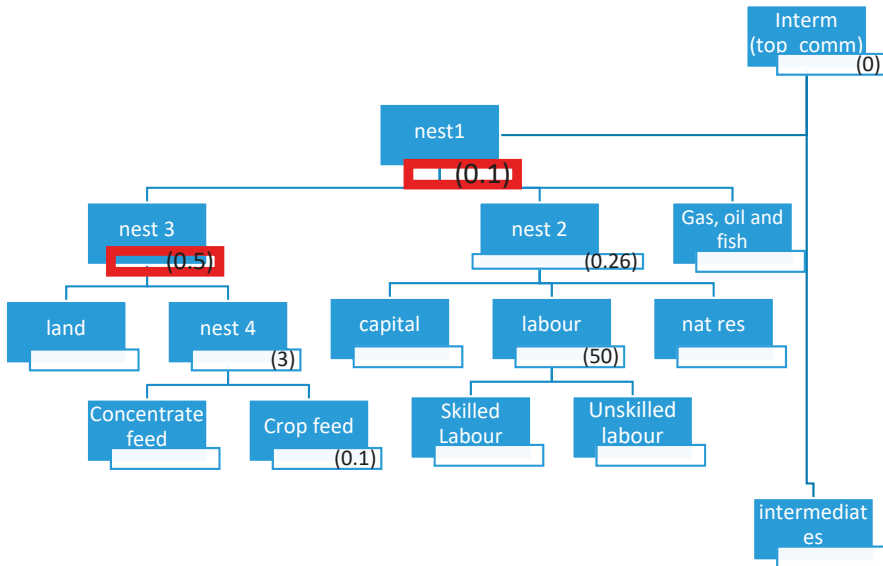 Interm
(top comm)
(0)
nest1
(0.1)
nest 3
(0.5)
nest 2
(0.26)
Gas, oil and
fish
land
nest 4
(3)
capital
labour
(50)
nat res
Concentrate
feed
Crop feed
(0.1)
Skilled
Labour
Unskilled
labour
intermediat
es